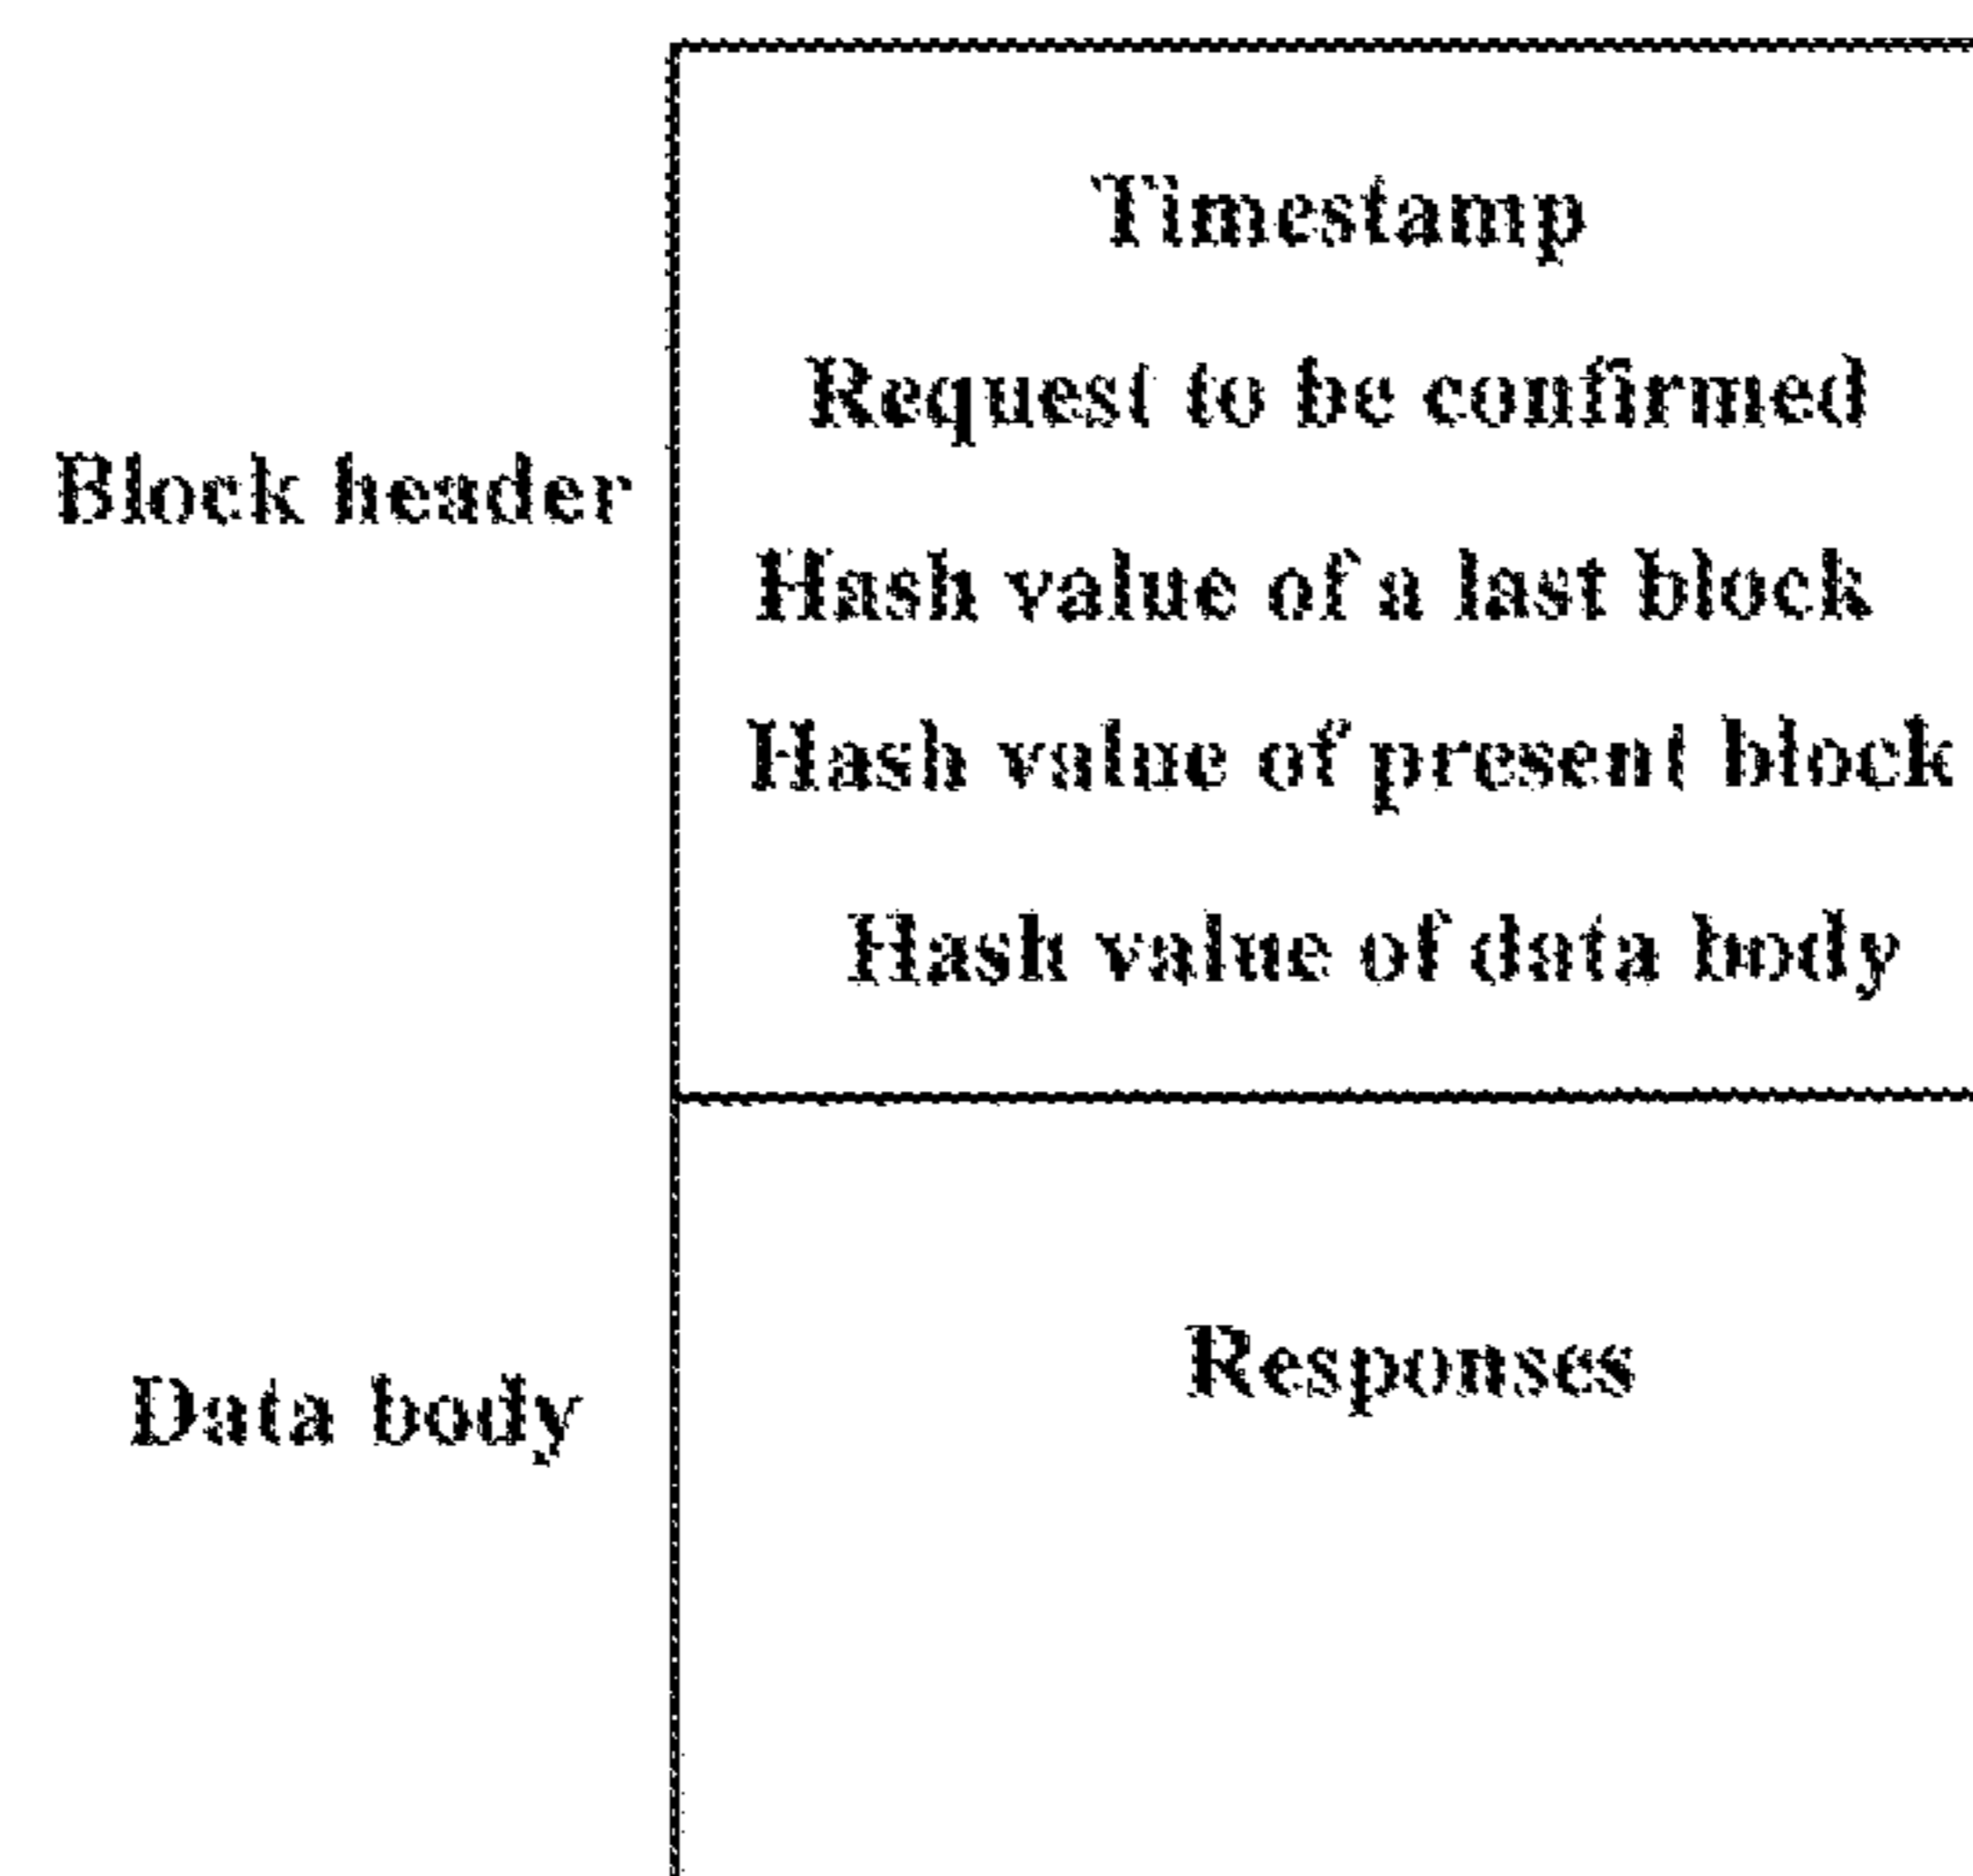 Timestamp
Request to be confirmed
Block header
Hash value of a last block
Hash value of present block
Hash value of data body
Responses
Data body